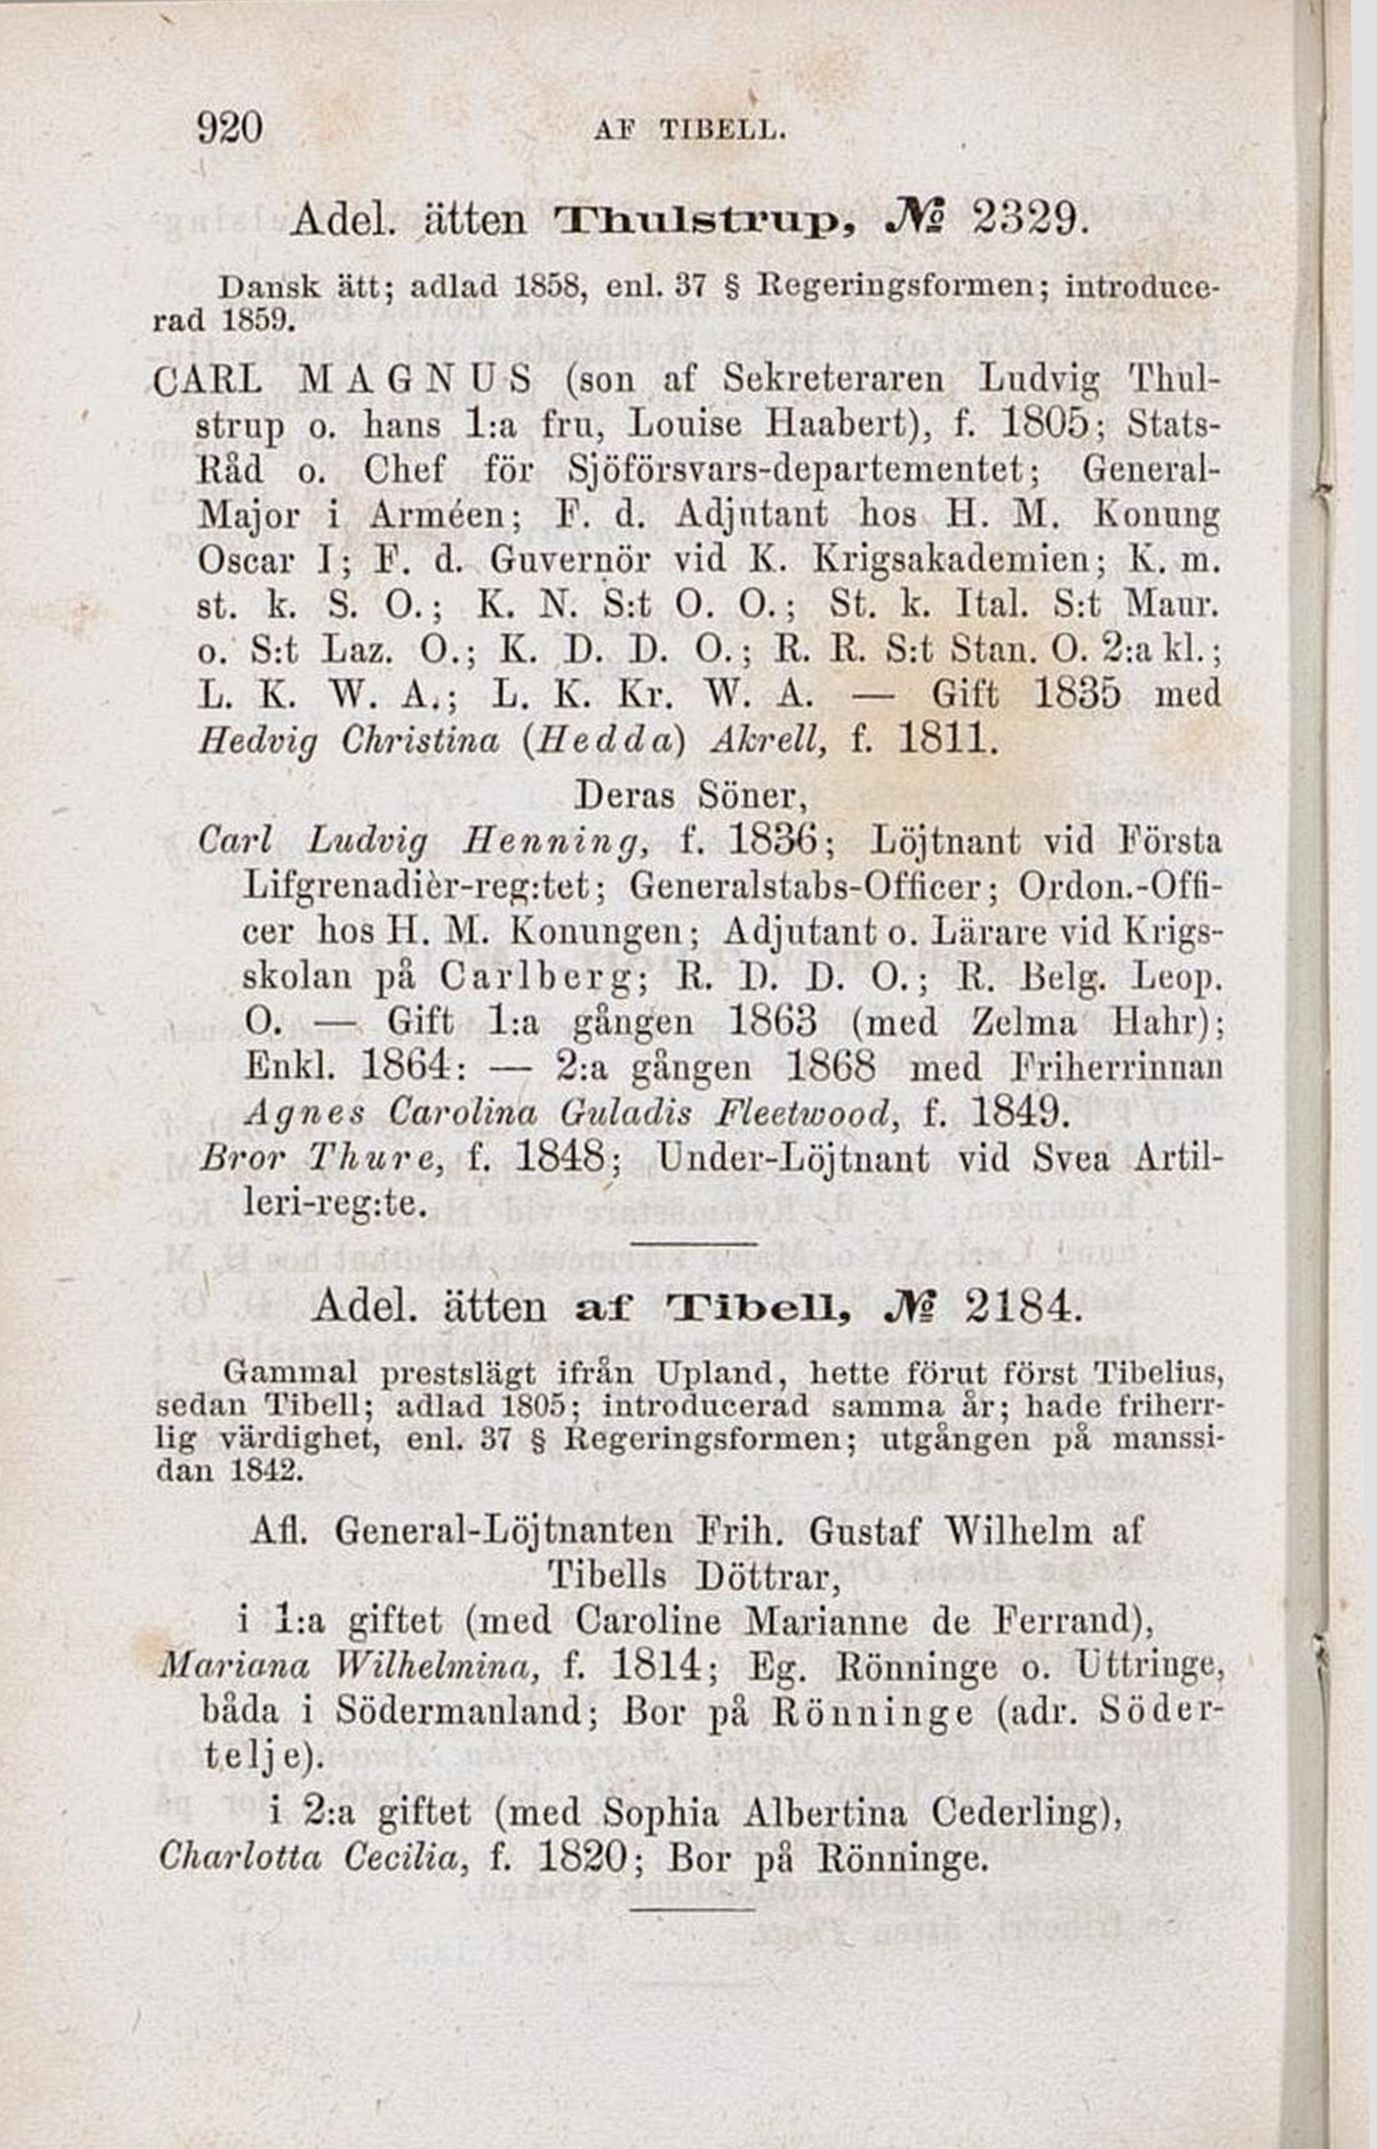 920
AF TIBELL.
Adel. ätten Thulstrup, № 2329.
Dansk ätt; adlad 1858, enl. 37 § Regeringsformen; introduce-
rad 1859.
CARL MAGNUS (son af Sekreteraren Ludvig Thul-
strup o. hans 1:a fru, Louise Haabert), f. 1805; Stats-
Råd o. Chef för Sjöförsvars-departementet; General-
Major i Arméen; F. d. Adjutant hos H. M. Konung
Oscar I; F. d. Guvernör vid K. Krigsakademien; K. m.
st. k. S. O.; K. N. S:t O. O.; St. k. Ital. S:t Maur.
o. S:t Laz. O.; K. D. D. O.; R. R. S:t Stan. O. 2:a kl.;
L. K. W. A.; L. K. Kr. W. A. — Gift 1835 med
Hedvig Christina (Hedda) Akrell, f. 1811.
Deras Söner,
Carl Ludvig Henning, f. 1836; Löjtnant vid Första
Lifgrenadièr-reg:tet; Generalstabs-Officer; Ordon.-Offi-
cer hos H. M. Konungen; Adjutant o. Lärare vid Krigs-
skolan på Carlberg; R. D. D. O.; R. Belg. Leop.
O. — Gift 1:a gången 1863 (med Zelma Hahr);
Enkl. 1864: — 2:a gången 1868 med Friherrinnan
Agnes Carolina Guladis Fleetwood, f. 1849.
Bror Thure, f. 1848; Under-Löjtnant vid Svea Artil-
leri-reg:te.
Adel. ätten af Tibell, № 2184.
Gammal prestslägt ifrån Upland, hette förut först Tibelius,
sedan Tibell; adlad 1805; introducerad samma år; hade friherr-
lig värdighet, enl. 37 § Regeringsformen; utgången på manssi-
dan 1842.
Afl. General-Löjtnanten Frih. Gustaf Wilhelm af
Tibells Döttrar,
i 1:a giftet (med Caroline Marianne de Ferrand),
Mariana Wilhelmina, f. 1814; Eg. Rönninge o. Uttringe,
båda i Södermanland; Bor på Rönninge (adr. Söder-
telje).
i 2:a giftet (med Sophia Albertina Cederling),
Charlotta Cecilia, f. 1820; Bor på Rönninge.